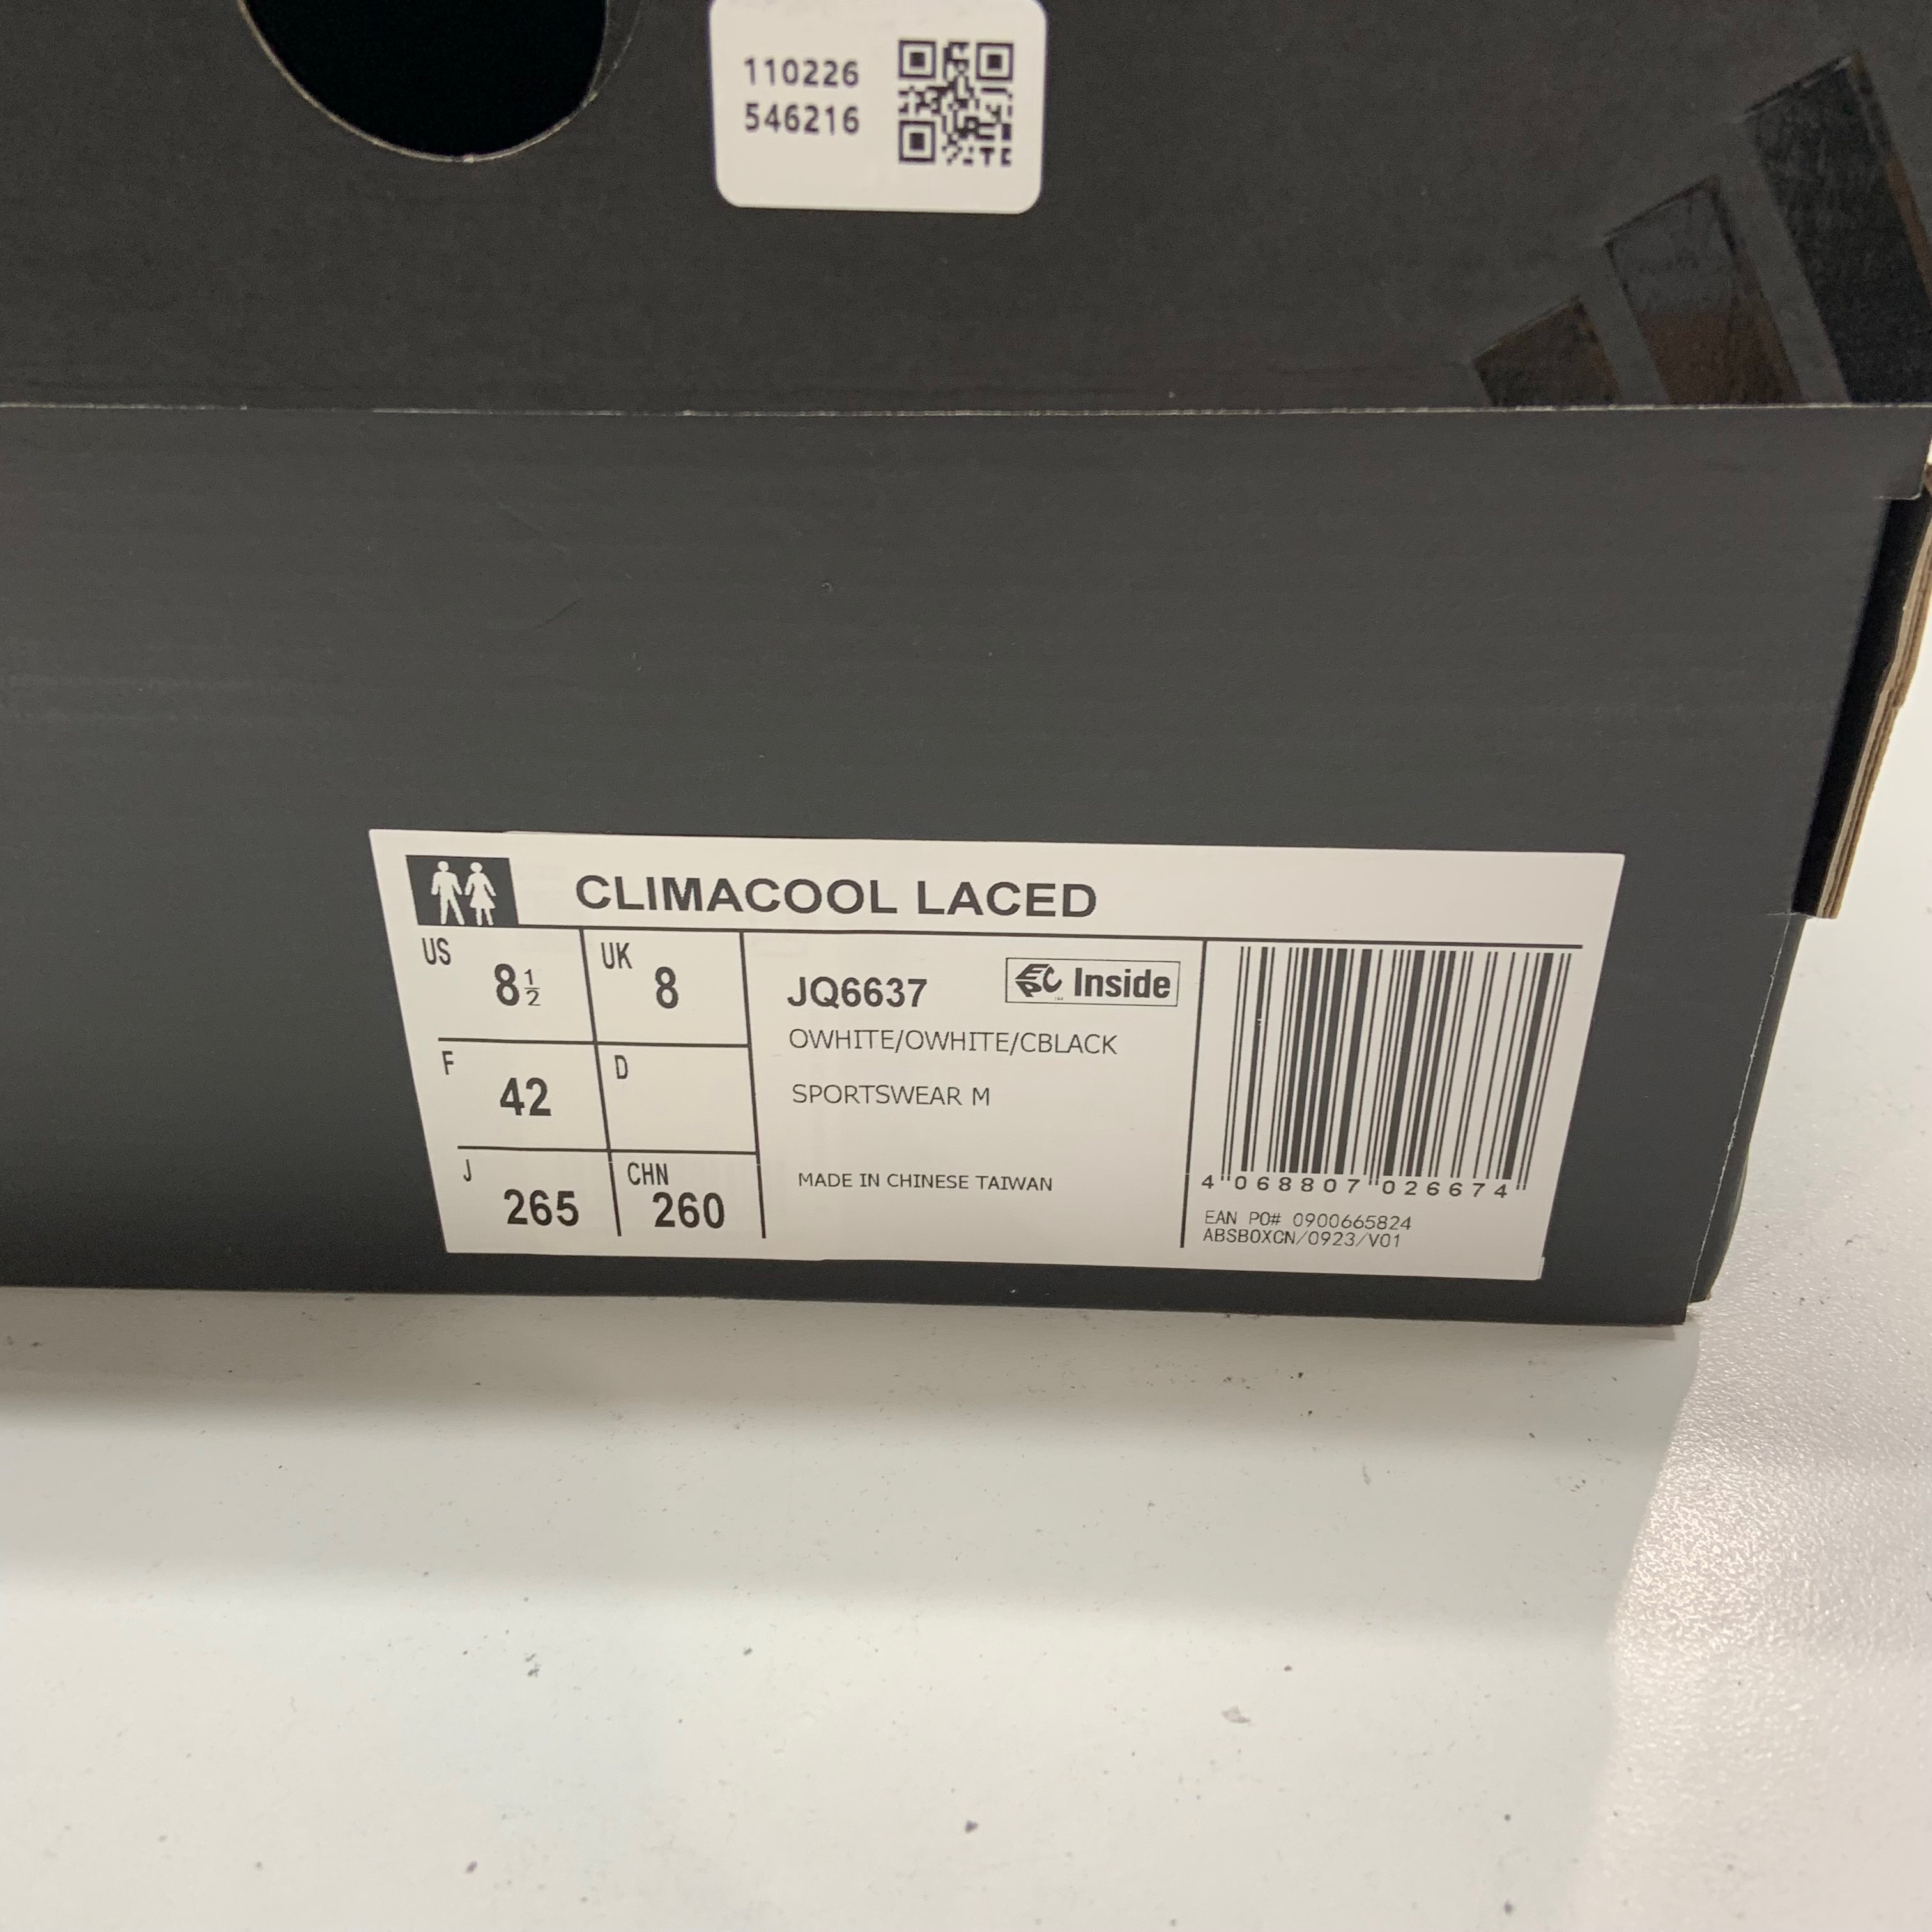 110226
546216
CLIMACOOL LACED
US 8½ UK 8
F 42 D
J 265 CHN 260
JQ6637
EPC Inside
OWHITE/OWHITE/CBLACK
SPORTSWEAR M
MADE IN CHINESE TAIWAN
4 068807 026674
EAN PO# 0900665824
ABSBOXCN/0923/V01